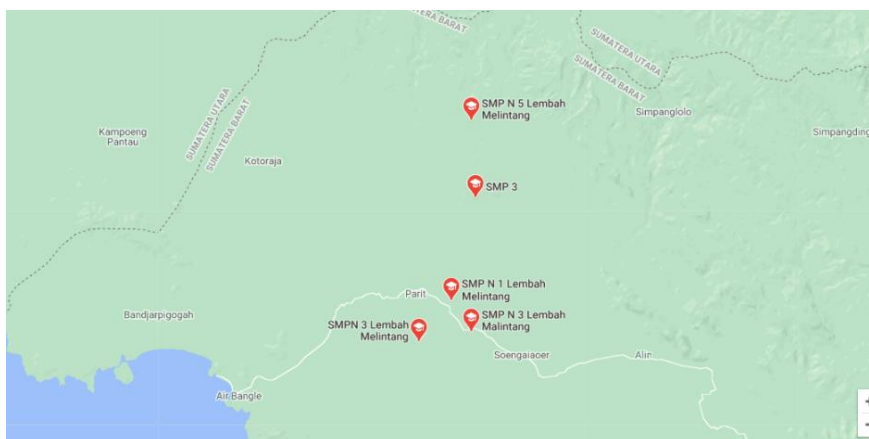 SUMATERA BARAT
SUMATERA UTARA
SUMATERA BARAT
SUMATERA UTARA
SUMATERA BARAT
SMP N 5 Lembah
Melintang
Simpanglolo
Kampoeng
Pantau
Simpangding
Kotoraja
SMP 3
SMP N 1 Lembah
Melintang
Parit
Bandjarpigogah
SMPN 3 Lembah
Melintang
SMP N 3 Lembah
Malintang
Soengaiaoer
Alin
Air Bangle